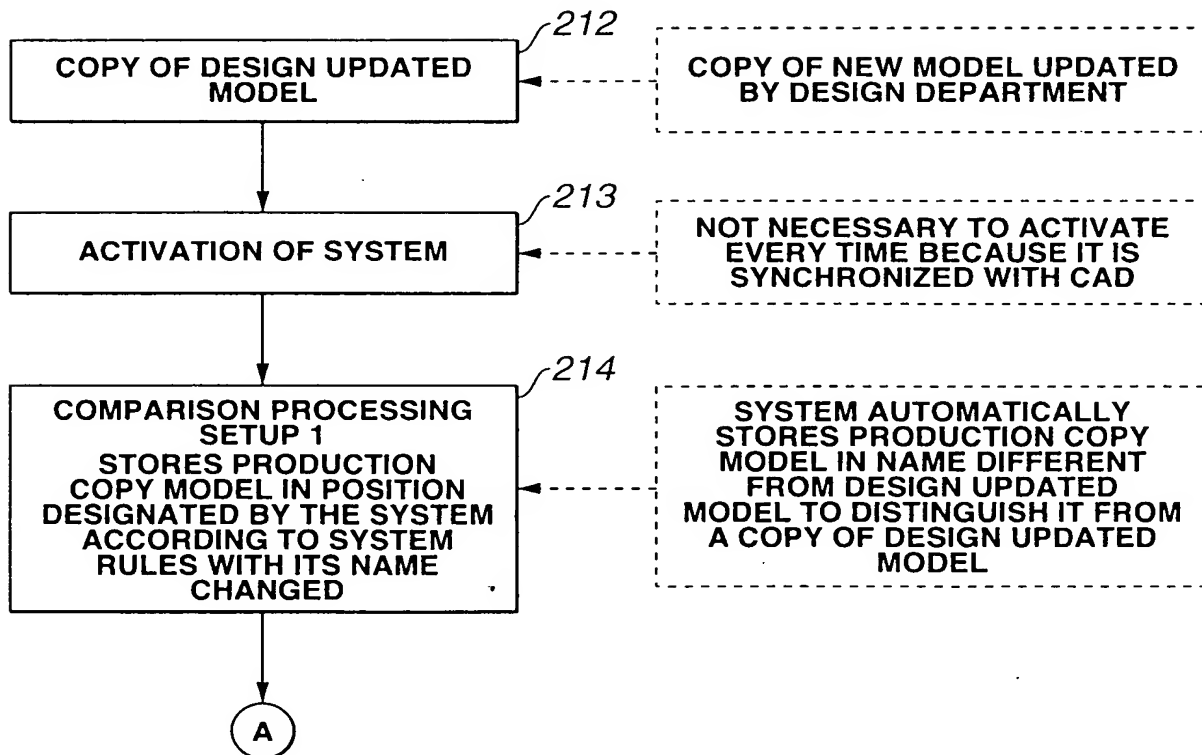 212
COPY OF DESIGN UPDATED
MODEL
COPY OF NEW MODEL UPDATED
BY DESIGN DEPARTMENT
213
ACTIVATION OF SYSTEM
NOT NECESSARY TO ACTIVATE
EVERY TIME BECAUSE IT IS
SYNCHRONIZED WITH CAD
214
COMPARISON PROCESSING
SETUP 1
STORES PRODUCTION
COPY MODEL IN POSITION
DESIGNATED BY THE SYSTEM
ACCORDING TO SYSTEM
RULES WITH ITS NAME
CHANGED
SYSTEM AUTOMATICALLY
STORES PRODUCTION COPY
MODEL IN NAME DIFFERENT
FROM DESIGN UPDATED
MODEL TO DISTINGUISH IT FROM
A COPY OF DESIGN UPDATED
MODEL
A